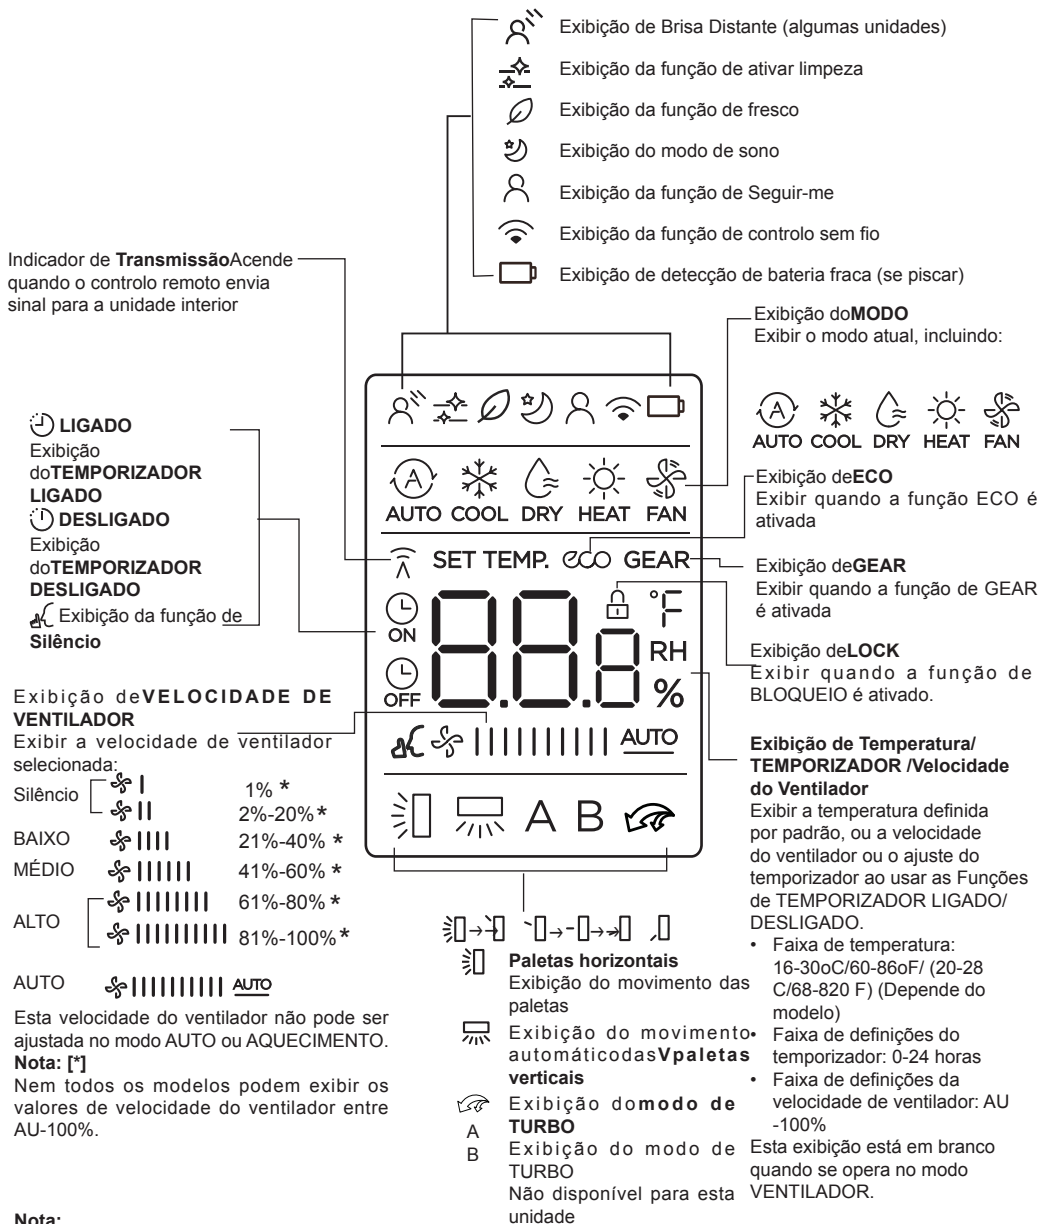 Exibição de Brisa Distante (algumas unidades)
Exibição da função de ativar limpeza
Exibição da função de fresco
Exibição do modo de sono
Exibição da função de Seguir-me
Exibição da função de controlo sem fio
Exibição de detecção de bateria fraca (se piscar)
Indicador de TransmissãoAcende
quando o controlo remoto envia
sinal para a unidade interior
LIGADO
Exibição
doTEMPORIZADOR
LIGADO
DESLIGADO
Exibição
doTEMPORIZADOR
DESLIGADO
Exibição da função de
Silêncio
Exibição deVELOCIDADE DE
VENTILADOR
Exibir a velocidade de ventilador
selecionada:
Silêncio
1% *
2%-20% *
BAIXO 21%-40% *
MÉDIO 41%-60% *
ALTO
61%-80% *
81%-100% *
AUTO AUTO
Esta velocidade do ventilador não pode ser
ajustada no modo AUTO ou AQUECIMENTO.
Nota: [*]
Nem todos os modelos podem exibir os
valores de velocidade do ventilador entre
AU-100%.
Nota:
A
AUTO COOL DRY HEAT FAN
SET TEMP. eco GEAR
ON
OFF
88.8
°F
RH
%
AUTO
A B
Paletas horizontais
Exibição do movimento das
paletas
Exibição do movimento
automáticodasVpaletas
verticais
Exibição domodo de
TURBO
A
B
Exibição do modo de
TURBO
Não disponível para esta
unidade
Exibição doMODO
Exibir o modo atual, incluindo:
A
AUTO COOL DRY HEAT FAN
Exibição deECO
Exibir quando a função ECO é
ativada
Exibição deGEAR
Exibir quando a função de GEAR
é ativada
Exibição deLOCK
Exibir quando a função de
BLOQUEIO é ativado.
Exibição de Temperatura/
TEMPORIZADOR /Velocidade
do Ventilador
Exibir a temperatura definida
por padrão, ou a velocidade
do ventilador ou o ajuste do
temporizador ao usar as Funções
de TEMPORIZADOR LIGADO/
DESLIGADO.
• Faixa de temperatura:
16-30oC/60-86oF/ (20-28
C/68-820 F) (Depende do
modelo)
• Faixa de definições do
temporizador: 0-24 horas
• Faixa de definições da
velocidade de ventilador: AU
-100%
Esta exibição está em branco
quando se opera no modo
VENTILADOR.